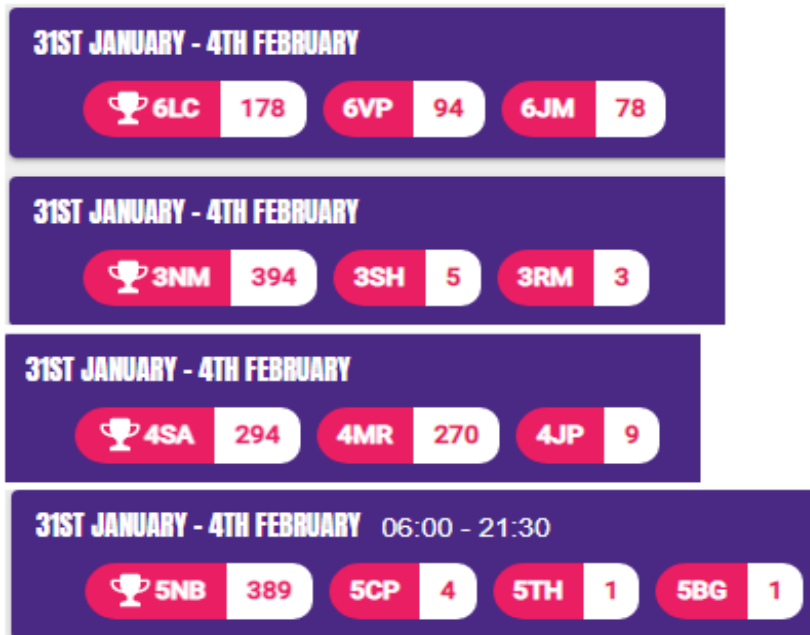 31ST JANUARY - 4TH FEBRUARY
6LC 178 6VP 94 6JM 78
31ST JANUARY - 4TH FEBRUARY
3NM 394 3SH 5 3RM 3
31ST JANUARY - 4TH FEBRUARY
4SA 294 4MR 270 4JP 9
31ST JANUARY - 4TH FEBRUARY 06:00 - 21:30
5NB 389 5CP 4 5TH 1 5BG 1